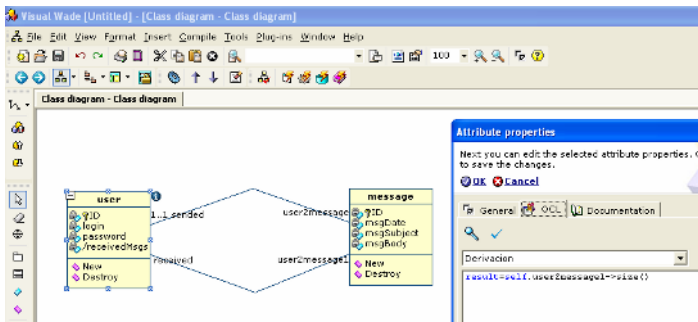 Visual Wade [Untitled] - [Class diagram - Class diagram]
File Edit View Format Insert Compile Tools Plug-ins Window Help
100
Class diagram - Class diagram
Attribute properties
Next you can edit the selected attribute properties.
to save the changes.
OK Cancel
General OCL Documentation
Derivacion
result=self.user2message1->size()
user
ID
login
password
/receivedMsgs
New
Destroy
1..1 sended
received
user2message
user2message1
message
ID
msgDate
msgSubject
msgBody
New
Destroy